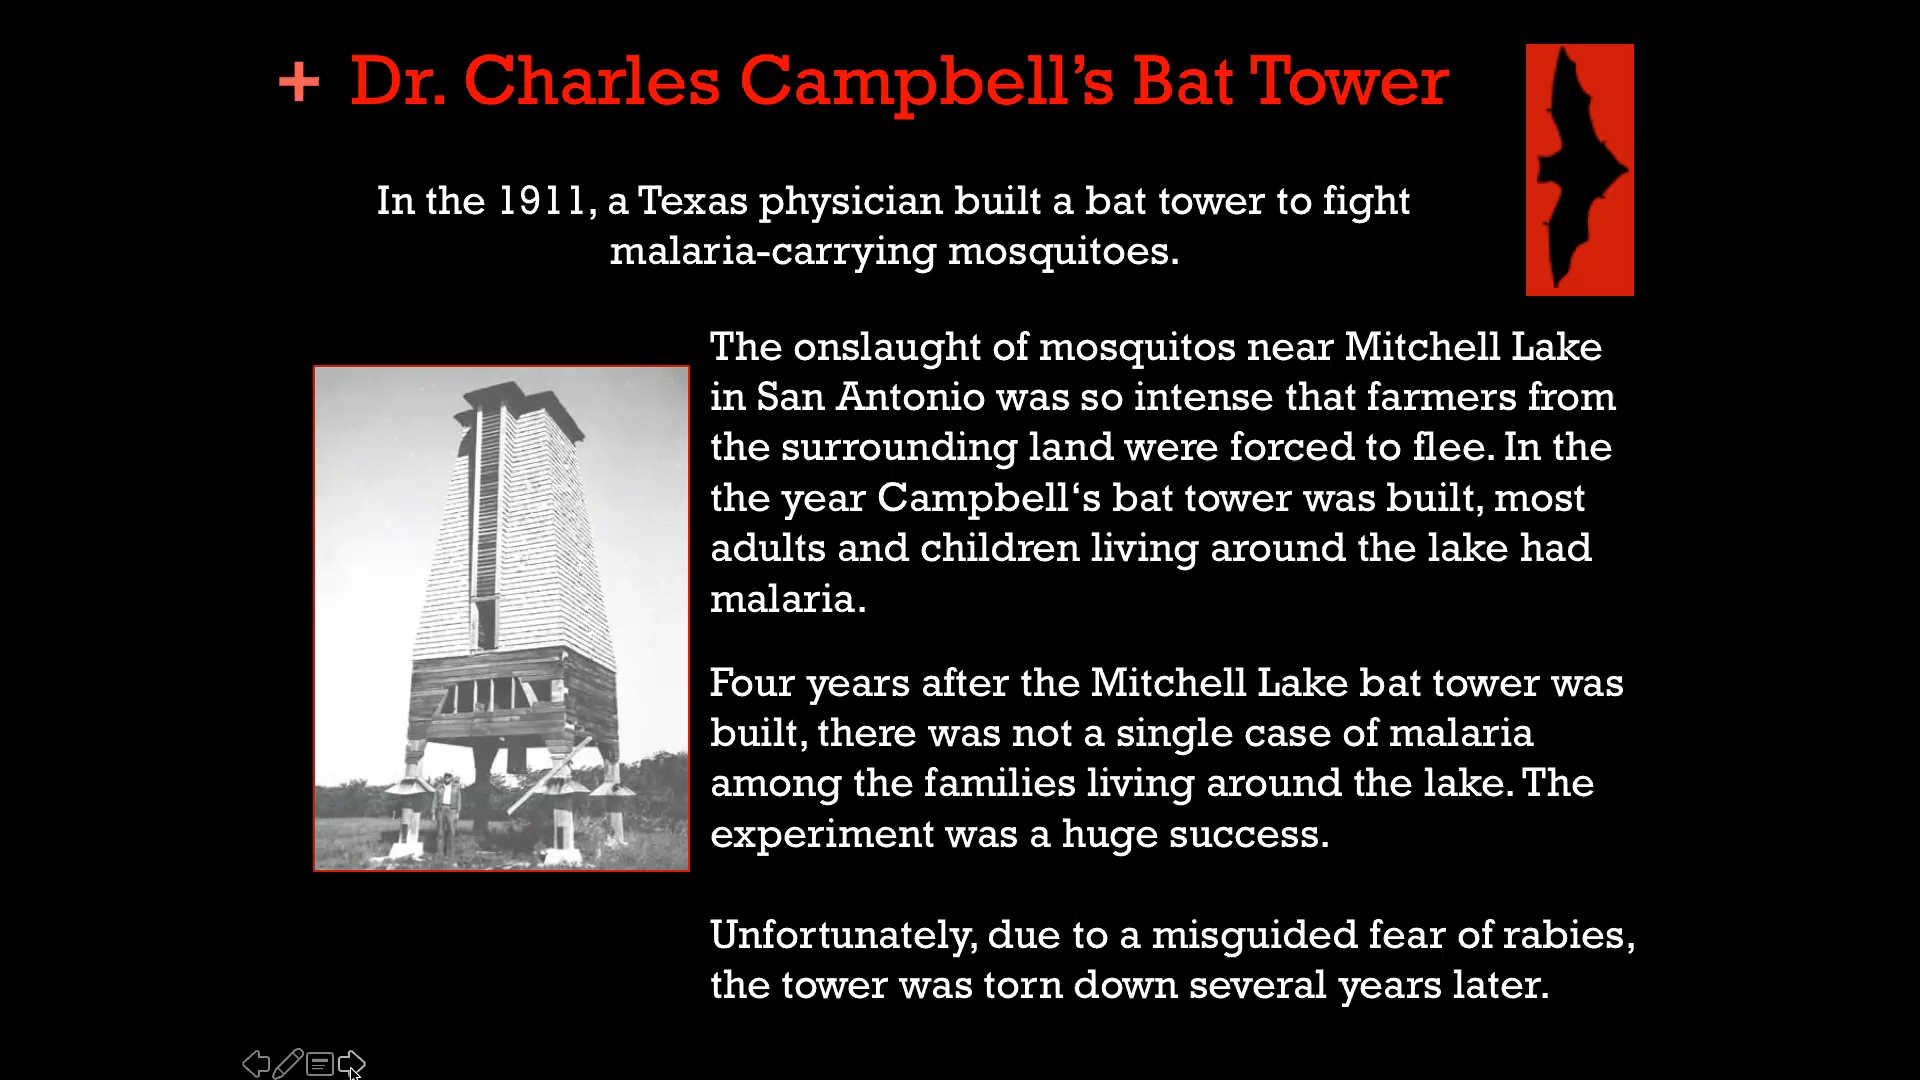 + Dr. Charles Campbell’s Bat Tower
In the 1911, a Texas physician built a bat tower to fight
malaria-carrying mosquitoes.
The onslaught of mosquitos near Mitchell Lake
in San Antonio was so intense that farmers from
the surrounding land were forced to flee. In the
the year Campbell‘s bat tower was built, most
adults and children living around the lake had
malaria.
Four years after the Mitchell Lake bat tower was
built, there was not a single case of malaria
among the families living around the lake. The
experiment was a huge success.
Unfortunately, due to a misguided fear of rabies,
the tower was torn down several years later.